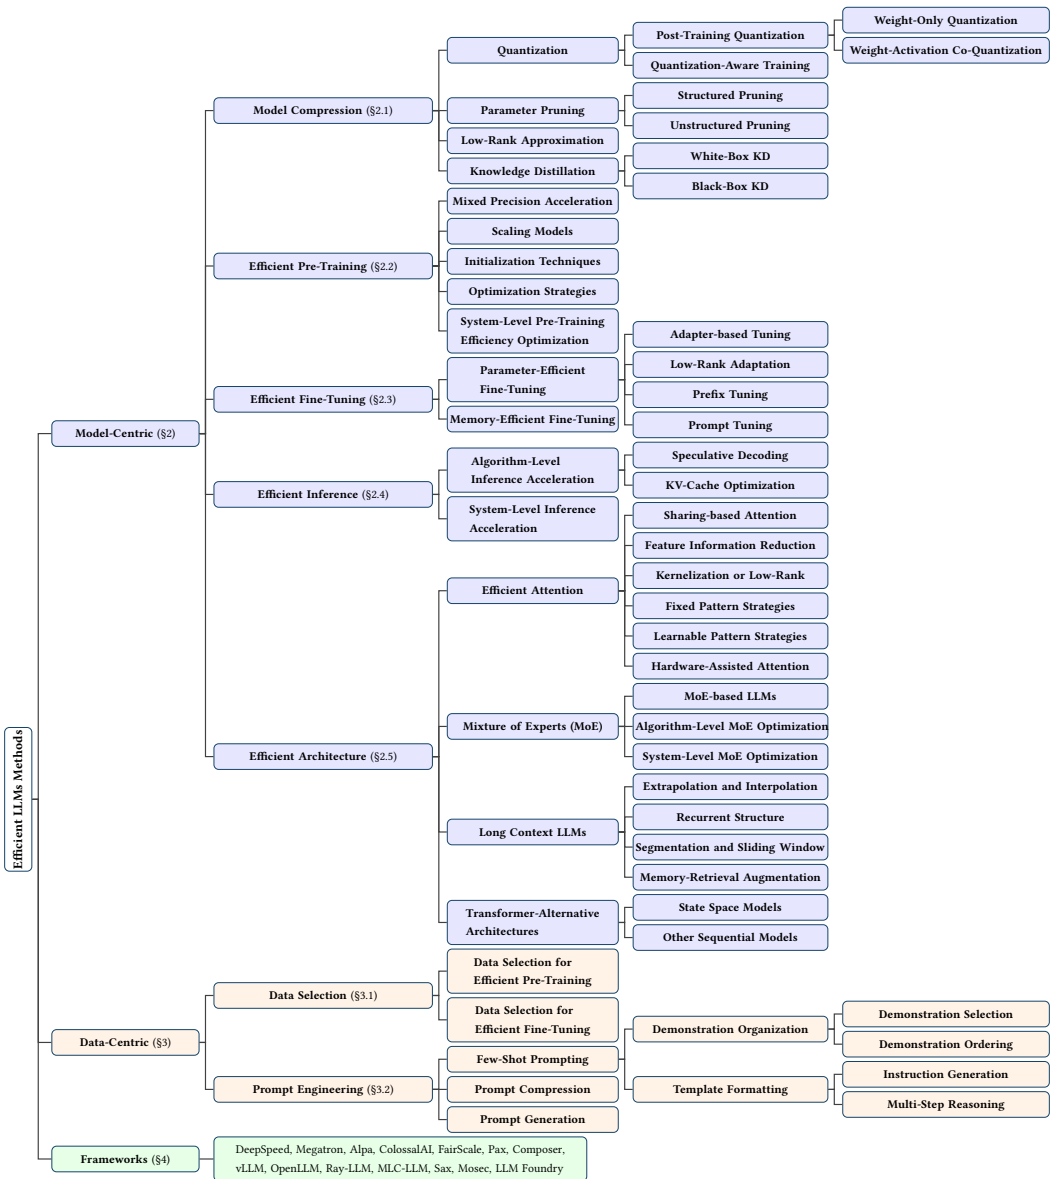 Efficient LLMs Methods
Model-Centric (§2)
Model Compression (§2.1)
Quantization
Post-Training Quantization
Weight-Only Quantization
Weight-Activation Co-Quantization
Quantization-Aware Training
Parameter Pruning
Structured Pruning
Unstructured Pruning
Low-Rank Approximation
Knowledge Distillation
White-Box KD
Black-Box KD
Efficient Pre-Training (§2.2)
Mixed Precision Acceleration
Scaling Models
Initialization Techniques
Optimization Strategies
System-Level Pre-Training
Efficiency Optimization
Efficient Fine-Tuning (§2.3)
Parameter-Efficient
Fine-Tuning
Adapter-based Tuning
Low-Rank Adaptation
Prefix Tuning
Prompt Tuning
Memory-Efficient Fine-Tuning
Efficient Inference (§2.4)
Algorithm-Level
Inference Acceleration
Speculative Decoding
KV-Cache Optimization
System-Level Inference
Acceleration
Efficient Architecture (§2.5)
Efficient Attention
Sharing-based Attention
Feature Information Reduction
Kernelization or Low-Rank
Fixed Pattern Strategies
Learnable Pattern Strategies
Hardware-Assisted Attention
Mixture of Experts (MoE)
MoE-based LLMs
Algorithm-Level MoE Optimization
System-Level MoE Optimization
Long Context LLMs
Extrapolation and Interpolation
Recurrent Structure
Segmentation and Sliding Window
Memory-Retrieval Augmentation
Transformer-Alternative
Architectures
State Space Models
Other Sequential Models
Data-Centric (§3)
Data Selection (§3.1)
Data Selection for
Efficient Pre-Training
Data Selection for
Efficient Fine-Tuning
Prompt Engineering (§3.2)
Few-Shot Prompting
Demonstration Organization
Demonstration Selection
Demonstration Ordering
Template Formatting
Instruction Generation
Multi-Step Reasoning
Prompt Compression
Prompt Generation
Frameworks (§4)
DeepSpeed, Megatron, Alpa, ColossalAI, FairScale, Pax, Composer,
vLLM, OpenLLM, Ray-LLM, MLC-LLM, Sax, Mosec, LLM Foundry